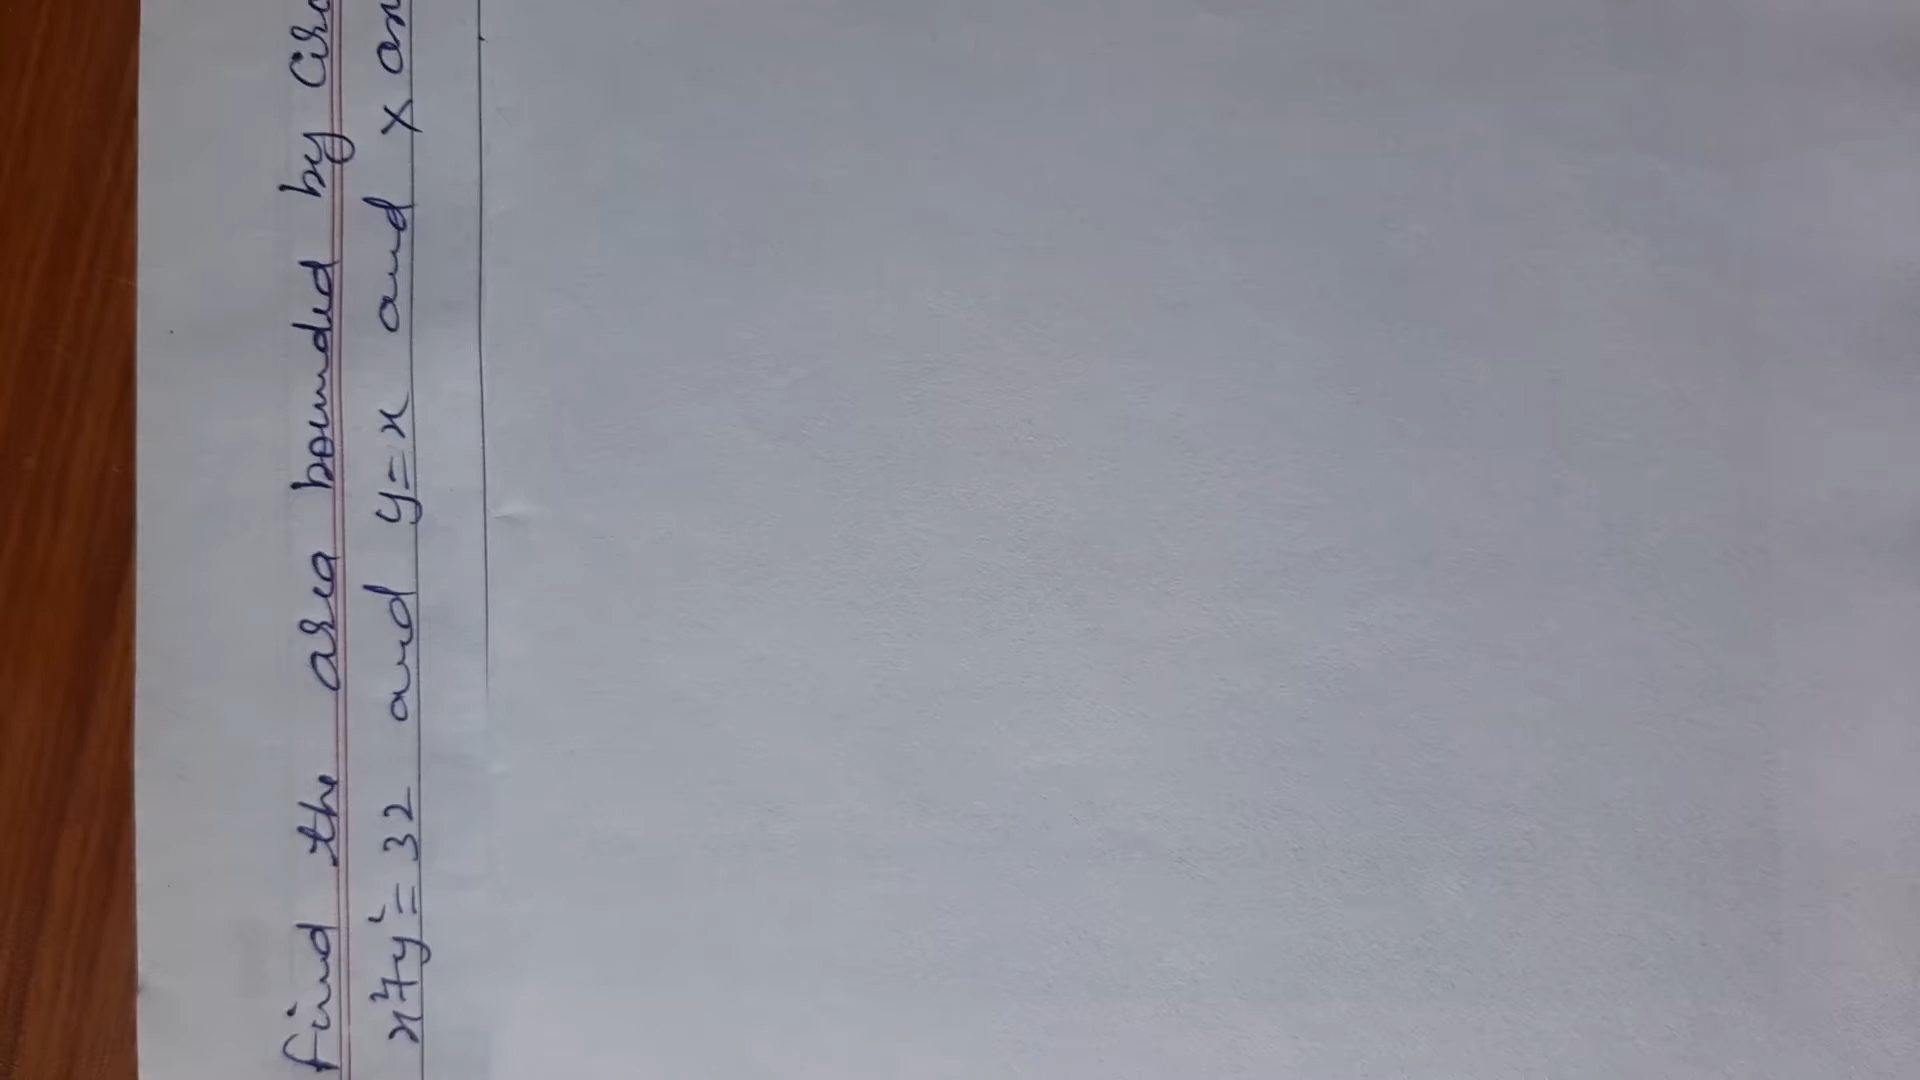 find the area bounded by
x²+y²=32 and y=x and x